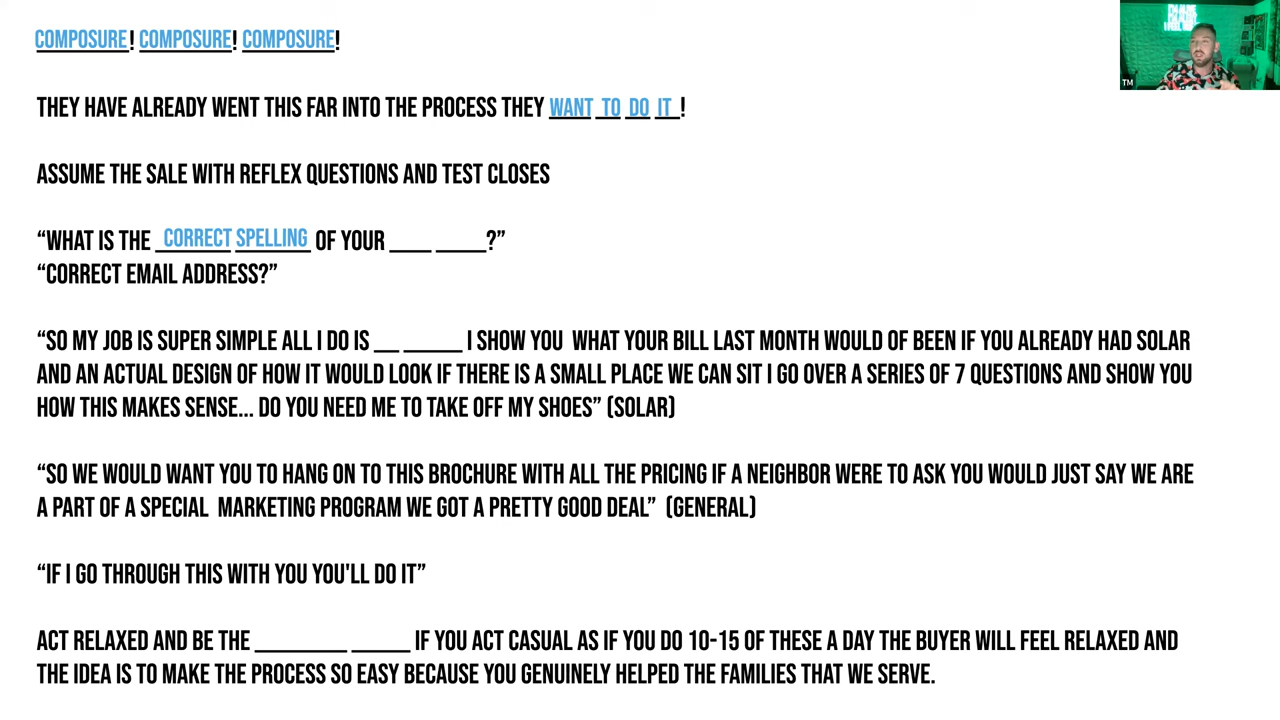 COMPOSURE! COMPOSURE! COMPOSURE!
THEY HAVE ALREADY WENT THIS FAR INTO THE PROCESS THEY WANT TO DO IT!
ASSUME THE SALE WITH REFLEX QUESTIONS AND TEST CLOSES
“WHAT IS THE CORRECT SPELLING OF YOUR ____ ____?”
“CORRECT EMAIL ADDRESS?”
“SO MY JOB IS SUPER SIMPLE ALL I DO IS __ _____ I SHOW YOU WHAT YOUR BILL LAST MONTH WOULD OF BEEN IF YOU ALREADY HAD SOLAR
AND AN ACTUAL DESIGN OF HOW IT WOULD LOOK IF THERE IS A SMALL PLACE WE CAN SIT I GO OVER A SERIES OF 7 QUESTIONS AND SHOW YOU
HOW THIS MAKES SENSE... DO YOU NEED ME TO TAKE OFF MY SHOES” (SOLAR)
“SO WE WOULD WANT YOU TO HANG ON TO THIS BROCHURE WITH ALL THE PRICING IF A NEIGHBOR WERE TO ASK YOU WOULD JUST SAY WE ARE
A PART OF A SPECIAL MARKETING PROGRAM WE GOT A PRETTY GOOD DEAL” (GENERAL)
“IF I GO THROUGH THIS WITH YOU YOU'LL DO IT”
ACT RELAXED AND BE THE ________ _____ IF YOU ACT CASUAL AS IF YOU DO 10-15 OF THESE A DAY THE BUYER WILL FEEL RELAXED AND
THE IDEA IS TO MAKE THE PROCESS SO EASY BECAUSE YOU GENUINELY HELPED THE FAMILIES THAT WE SERVE.
TM